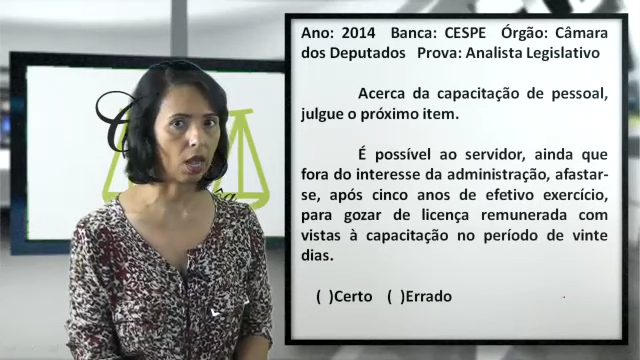 Ano: 2014 Banca: CESPE Órgão: Câmara
dos Deputados Prova: Analista Legislativo
Acerca da capacitação de pessoal,
julgue o próximo item.
É possível ao servidor, ainda que
fora do interesse da administração, afastar-
se, após cinco anos de efetivo exercício,
para gozar de licença remunerada com
vistas à capacitação no período de vinte
dias.
( )Certo ( )Errado